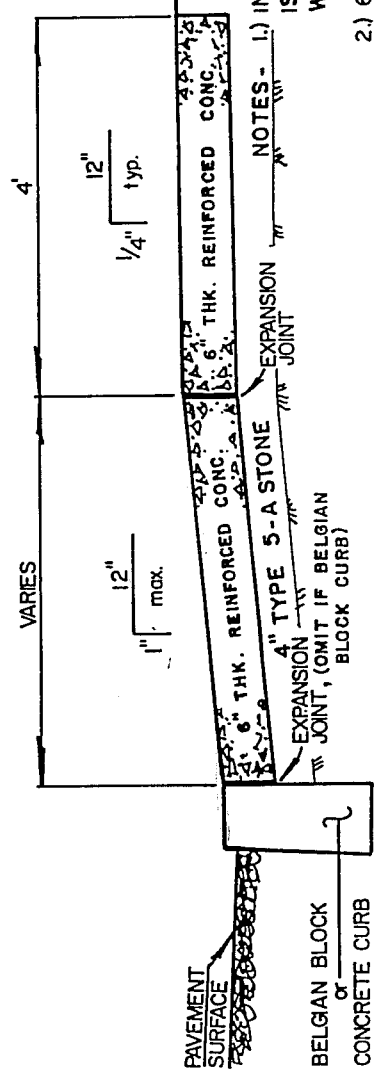 4'
VARIES
12"
1/4" typ.
12"
1" max.
6" THK. REINFORCED CONC.
6" THK. REINFORCED CONC.
PAVEMENT
SURFACE
EXPANSION
JOINT
4" TYPE 5-A STONE
EXPANSION
JOINT, (OMIT IF BELGIAN
BLOCK CURB)
BELGIAN BLOCK
or
CONCRETE CURB
NOTES- 1.)
IS
2.) 6